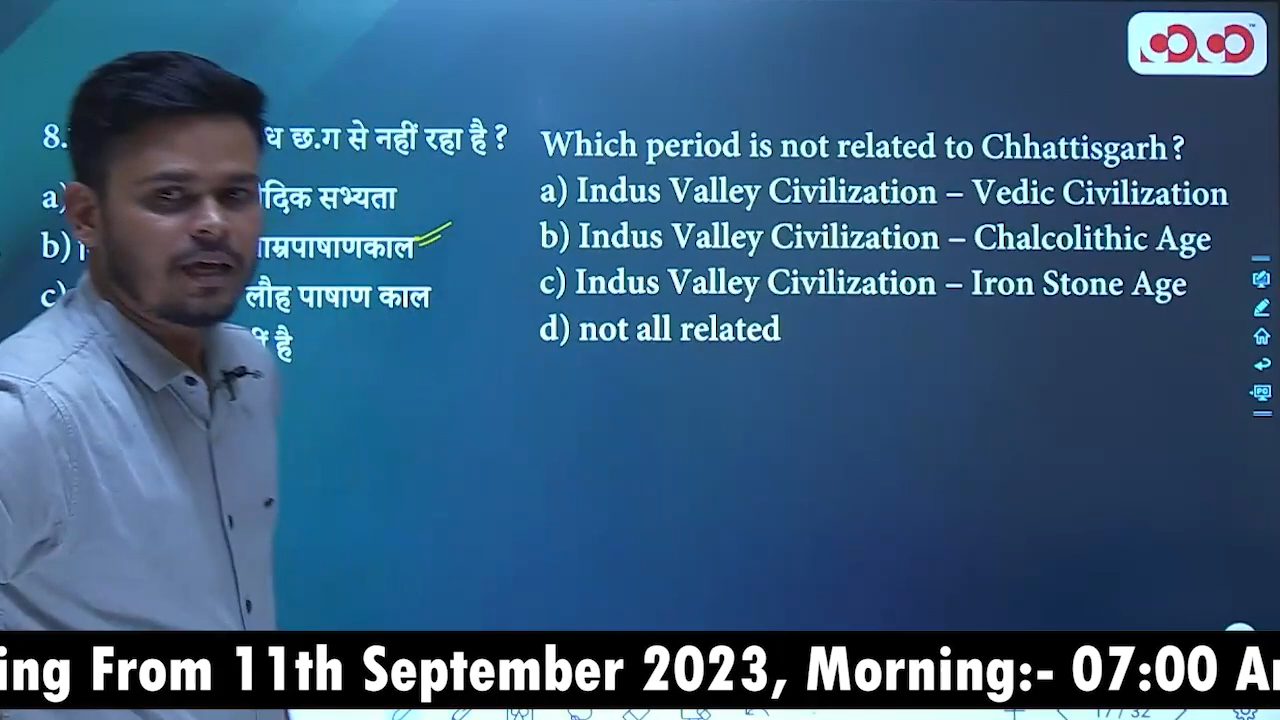 8.
ध छ.ग से नहीं रहा है ?
दिक सभ्यता
b)
ाम्रपाषाणकाल
c)
लौह पाषाण काल
है
Which period is not related to Chhattisgarh ?
a) Indus Valley Civilization – Vedic Civilization
b) Indus Valley Civilization – Chalcolithic Age
c) Indus Valley Civilization – Iron Stone Age
d) not all related
ing From 11th September 2023, Morning:- 07:00 A
17 / 32